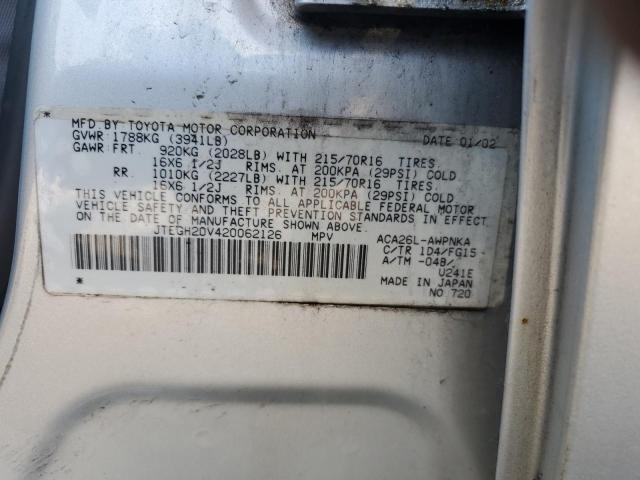 * MFD BY:TOYOTA MOTOR CORPORATION DATE 01/02
GVWR 1788KG (3941LB)
GAWR FRT. 920KG (2028LB) WITH 215/70R16 TIRES.
16X6 1/2J RIMS. AT 200KPA (29PSI) COLD
RR. 1010KG (2227LB) WITH 215/70R16 TIRES.
16X6 1/2J RIMS. AT 200KPA (29PSI) COLD
THIS VEHICLE CONFORMS TO ALL APPLICABLE FEDERAL MOTOR
VEHICLE SAFETY AND THEFT PREVENTION STANDARDS IN EFFECT
ON THE DATE OF MANUFACTURE SHOWN ABOVE.
JTEGH20V420062126 MPV ACA26L-AWPNKA
C/TR 1D4/FG15
A/TM -04B/
U241E
* MADE IN JAPAN
NO 720